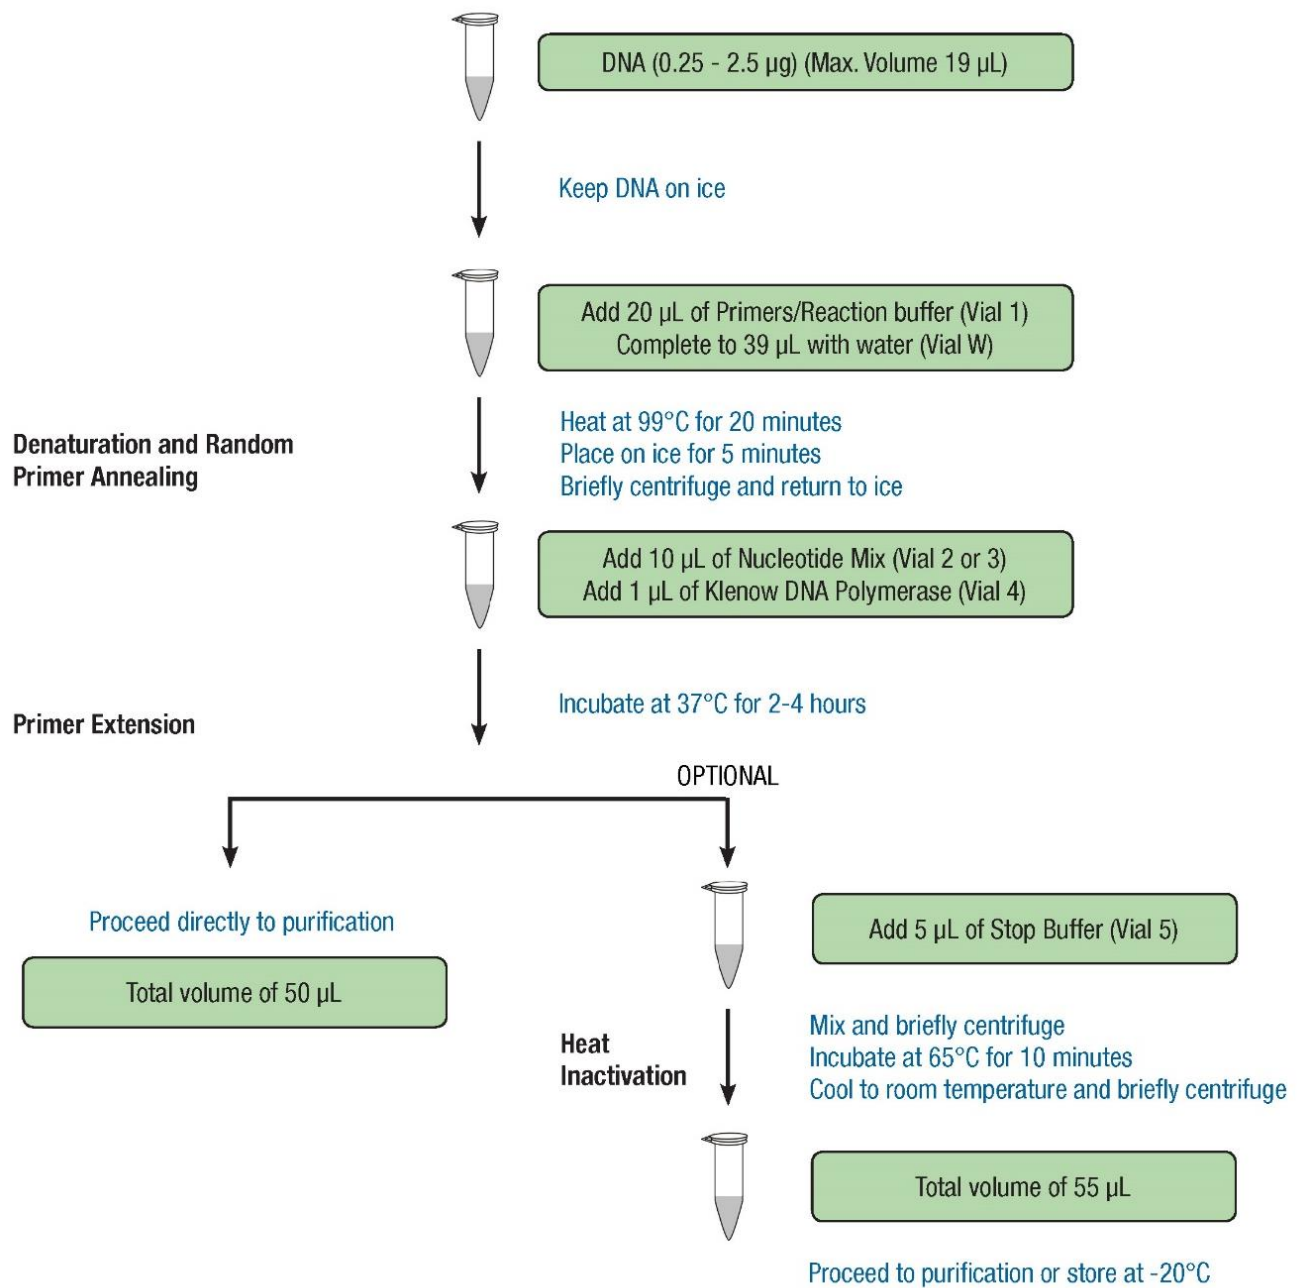 DNA (0.25 - 2.5 µg) (Max. Volume 19 µL)
Keep DNA on ice
Add 20 µL of Primers/Reaction buffer (Vial 1)
Complete to 39 µL with water (Vial W)
Denaturation and Random
Primer Annealing
Heat at 99°C for 20 minutes
Place on ice for 5 minutes
Briefly centrifuge and return to ice
Add 10 µL of Nucleotide Mix (Vial 2 or 3)
Add 1 µL of Klenow DNA Polymerase (Vial 4)
Primer Extension
Incubate at 37°C for 2-4 hours
OPTIONAL
Proceed directly to purification
Total volume of 50 µL
Add 5 µL of Stop Buffer (Vial 5)
Heat
Inactivation
Mix and briefly centrifuge
Incubate at 65°C for 10 minutes
Cool to room temperature and briefly centrifuge
Total volume of 55 µL
Proceed to purification or store at -20°C